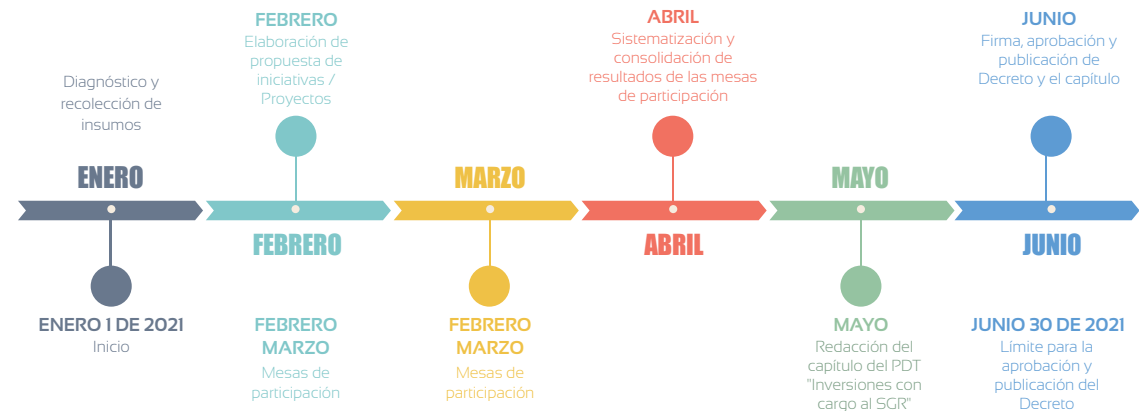 Diagnóstico y
recolección de
insumos
ENERO
ENERO 1 DE 2021
Inicio
FEBRERO
Elaboración de
propuesta de
iniciativas /
Proyectos
FEBRERO
FEBRERO
MARZO
Mesas de
participación
MARZO
FEBRERO
MARZO
Mesas de
participación
ABRIL
Sistematización y
consolidación de
resultados de las mesas
de participación
ABRIL
MAYO
MAYO
Redacción del
capítulo del PDT
"Inversiones con
cargo al SGR"
JUNIO
Firma, aprobación y
publicación de
Decreto y el capítulo
JUNIO
JUNIO 30 DE 2021
Límite para la
aprobación y
publicación del
Decreto